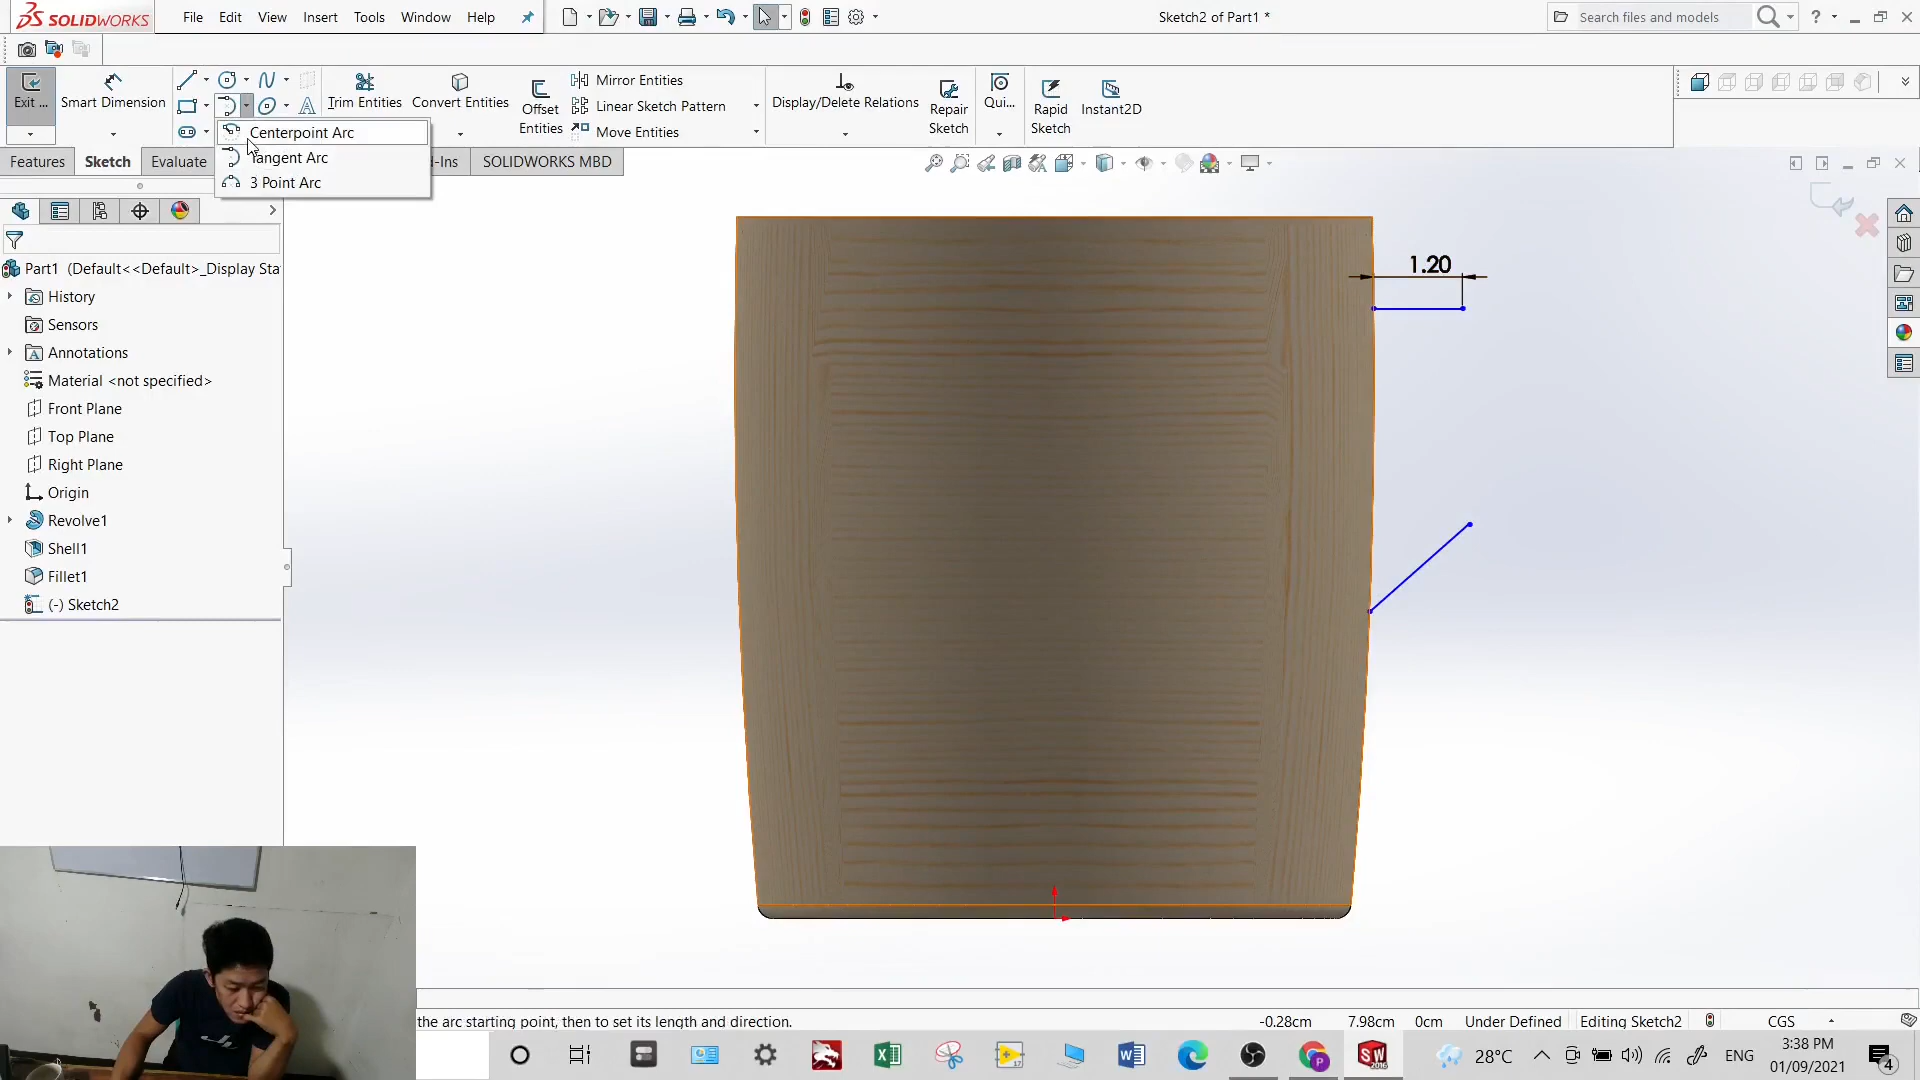 SOLIDWORKS
File Edit View Insert Tools Window Help
Sketch2 of Part1 *
Search files and models
?
Exit ...
Smart Dimension
Trim Entities
Convert Entities
Offset Entities
Mirror Entities
Linear Sketch Pattern
Move Entities
Display/Delete Relations
Repair Sketch
Qui...
Rapid Sketch
Instant2D
Centerpoint Arc
Tangent Arc
3 Point Arc
Features
Sketch
Evaluate
d-Ins
SOLIDWORKS MBD
Part1 (Default<<Default>_Display Sta
History
Sensors
Annotations
Material <not specified>
Front Plane
Top Plane
Right Plane
Origin
Revolve1
Shell1
Fillet1
(-) Sketch2
1.20
the arc starting point, then to set its length and direction.
-0.28cm
7.98cm
0cm
Under Defined
Editing Sketch2
CGS
28°C
ENG
3:38 PM
01/09/2021
4